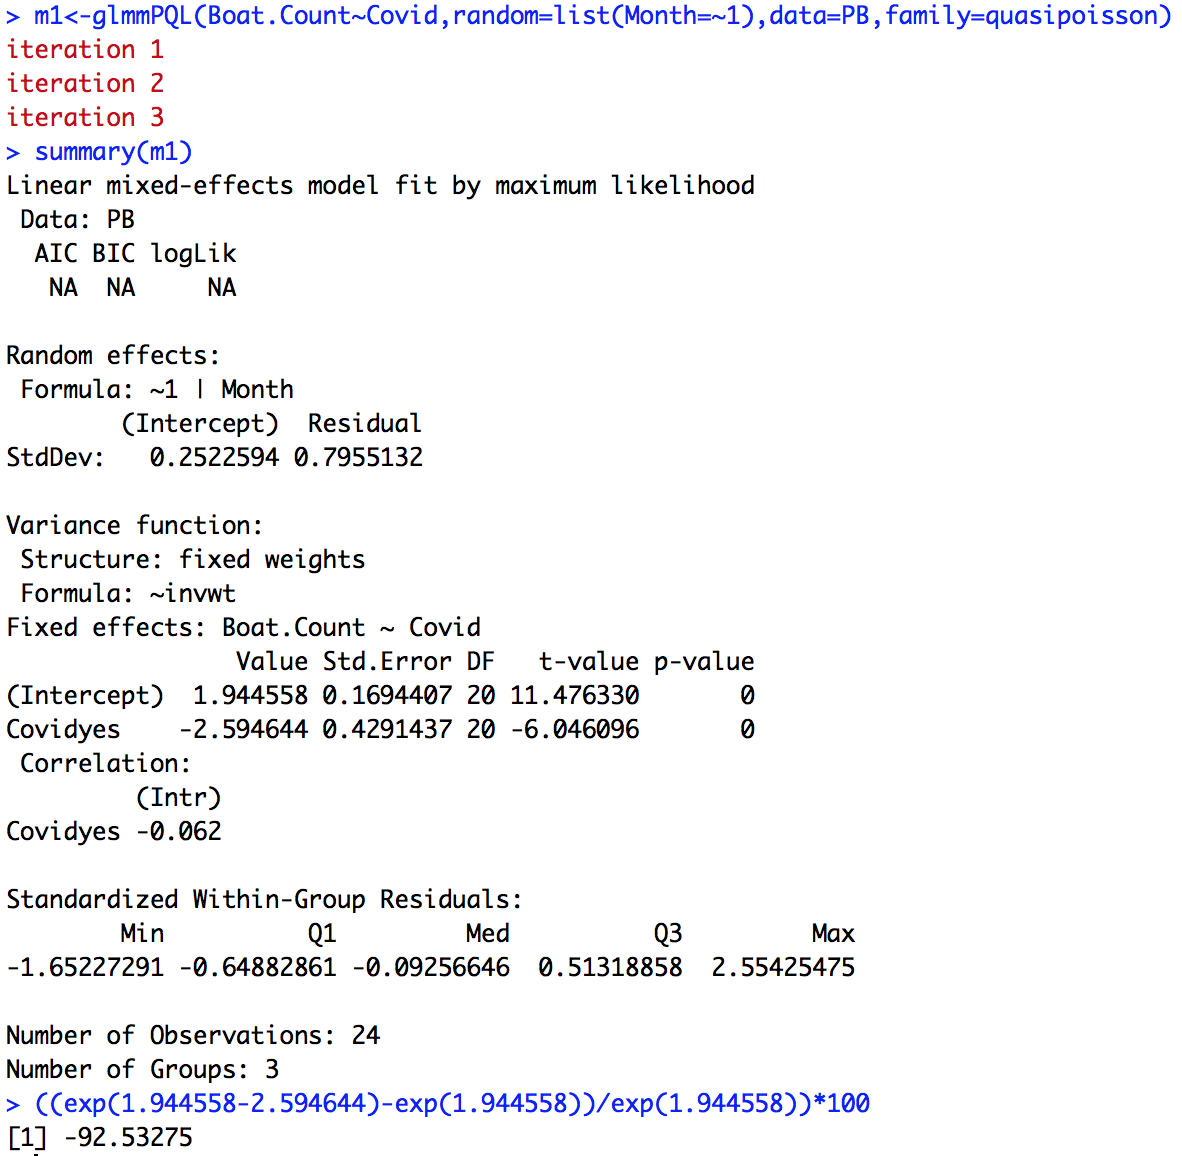 > m1<-glmmPQL(Boat.Count~Covid,random=list(Month=~1),data=PB,family=quasipoisson)
iteration 1
iteration 2
iteration 3
> summary(m1)
Linear mixed-effects model fit by maximum likelihood
 Data: PB
  AIC BIC logLik
   NA  NA     NA

Random effects:
 Formula: ~1 | Month
        (Intercept)  Residual
StdDev:   0.2522594 0.7955132

Variance function:
 Structure: fixed weights
 Formula: ~invwt
Fixed effects: Boat.Count ~ Covid
                Value Std.Error DF   t-value p-value
(Intercept)  1.944558 0.1694407 20 11.476330       0
Covidyes    -2.594644 0.4291437 20 -6.046096       0
 Correlation:
         (Intr)
Covidyes -0.062

Standardized Within-Group Residuals:
        Min          Q1         Med          Q3         Max
-1.65227291 -0.64882861 -0.09256646  0.51318858  2.55425475

Number of Observations: 24
Number of Groups: 3
> ((exp(1.944558-2.594644)-exp(1.944558))/exp(1.944558))*100
[1] -92.53275